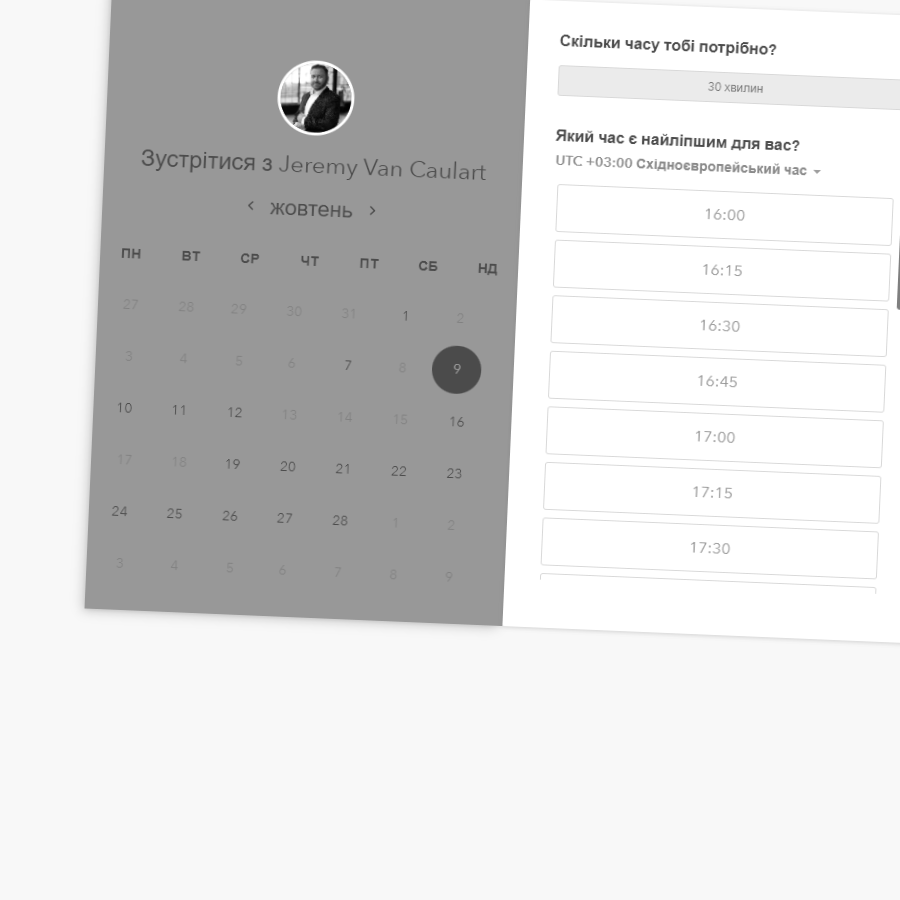 Зустрітися з Jeremy Van Caulart
жовтень
ПН ВТ СР ЧТ ПТ СБ НД
27 28 29 30 31 1 2
3 4 5 6 7 8 9
10 11 12 13 14 15 16
17 18 19 20 21 22 23
24 25 26 27 28 1 2
3 4 5 6 7 8 9
Скільки часу тобі потрібно?
30 хвилин
Який час є найліпшим для вас?
UTC +03:00 Східноєвропейський час
16:00
16:15
16:30
16:45
17:00
17:15
17:30